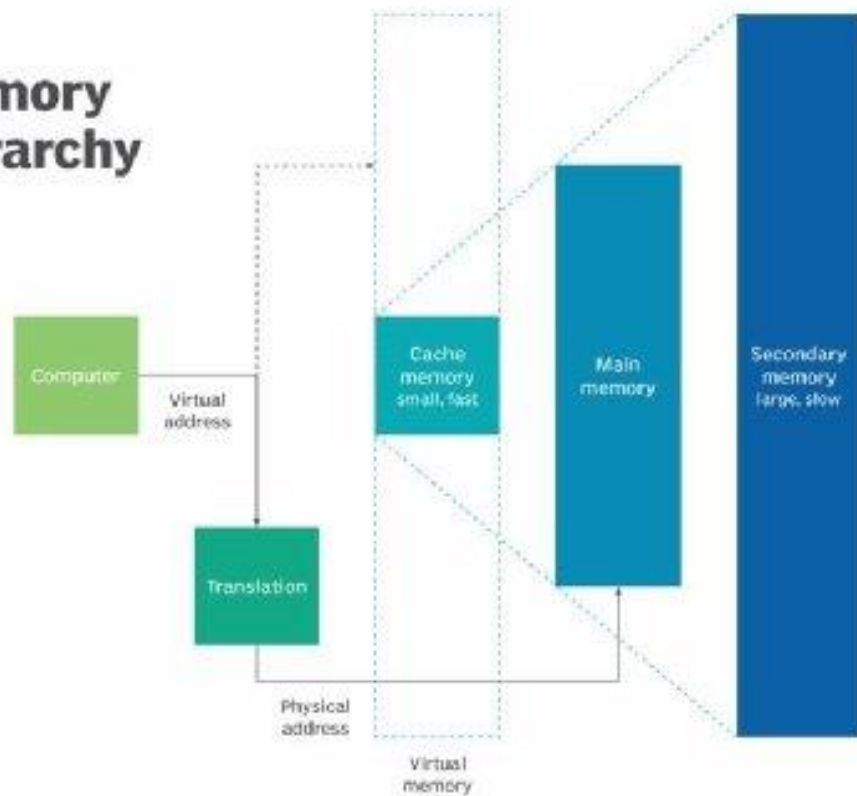 mory
rarchy
Computer
Virtual
address
Cache
memory
small, fast
Main
memory
Secondary
memory
large, slow
Translation
Physical
address
Virtual
memory